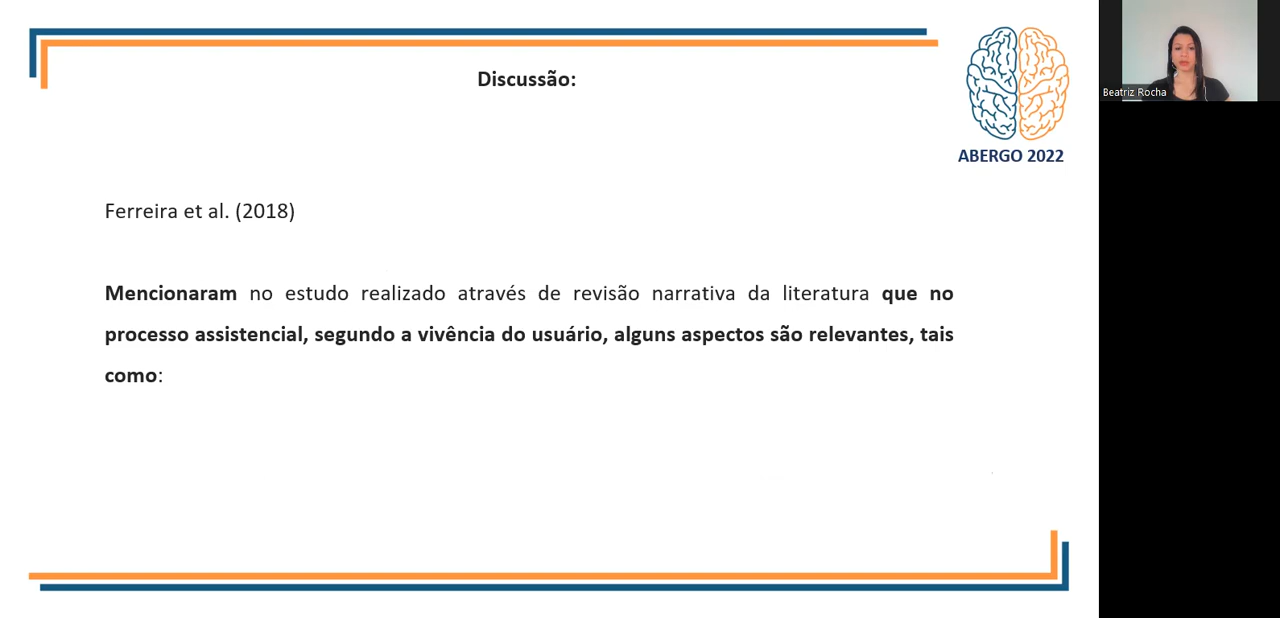 Discussão:
ABERGO 2022
Beatriz Rocha
Ferreira et al. (2018)
Mencionaram no estudo realizado através de revisão narrativa da literatura que no
processo assistencial, segundo a vivência do usuário, alguns aspectos são relevantes, tais
como: